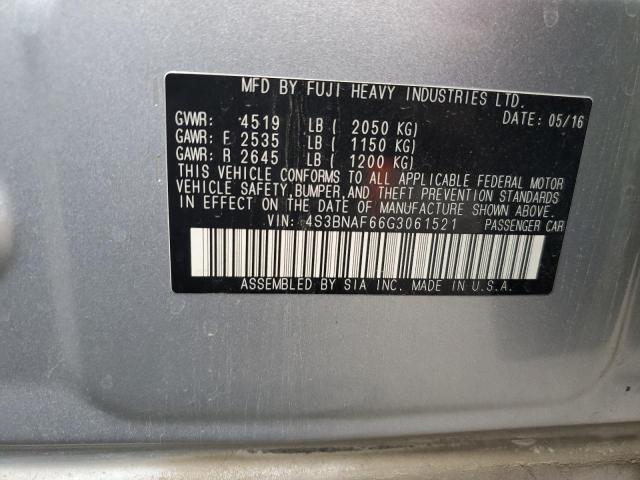 MFD BY FUJI HEAVY INDUSTRIES LTD.
DATE: 05/16
GVWR: 4519 LB ( 2050 KG)
GAWR: F 2535 LB ( 1150 KG)
GAWR: R 2645 LB ( 1200 KG)
THIS VEHICLE CONFORMS TO ALL APPLICABLE FEDERAL MOTOR
VEHICLE SAFETY,BUMPER,AND THEFT PREVENTION STANDARDS
IN EFFECT ON THE DATE OF MANUFACTURE SHOWN ABOVE.
VIN: 4S3BNAF66G3061521 PASSENGER CAR
ASSEMBLED BY SIA INC. MADE IN U.S.A.